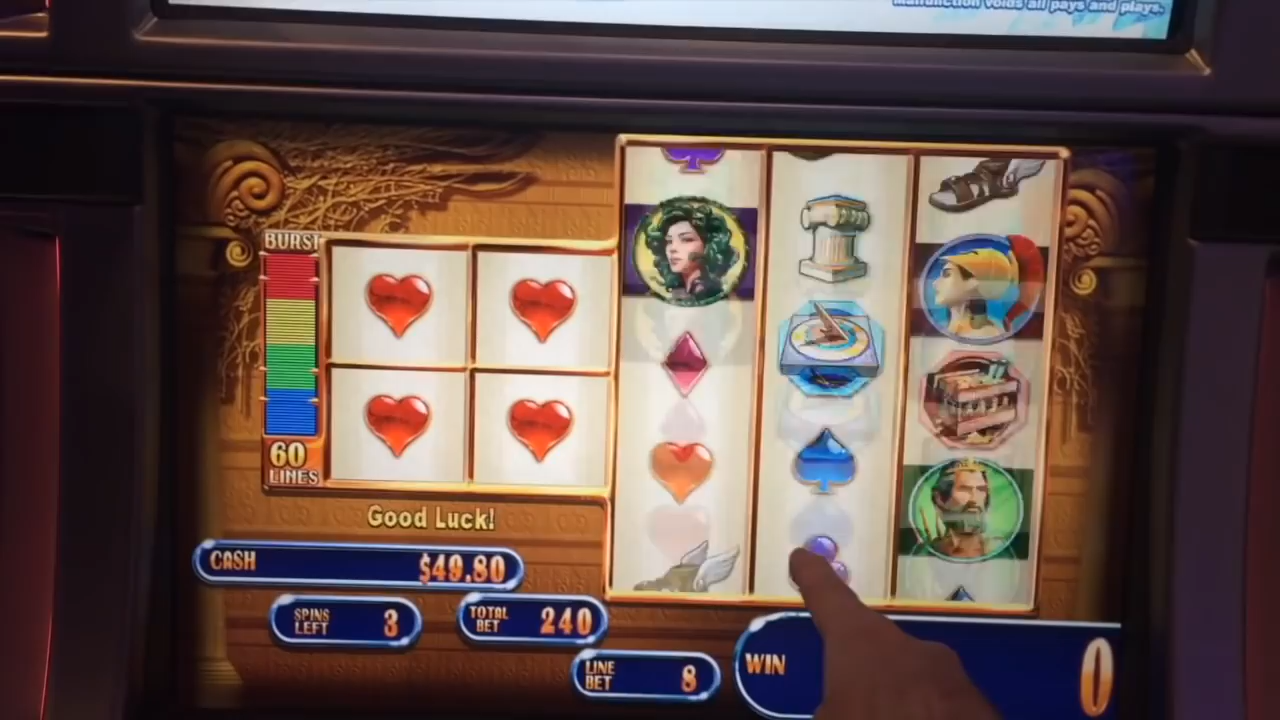 Malfunction voids all pays and plays.
BURST
60
LINES
Good Luck!
CASH $49.80
SPINS LEFT 3
TOTAL BET 240
LINE BET 8
WIN 0